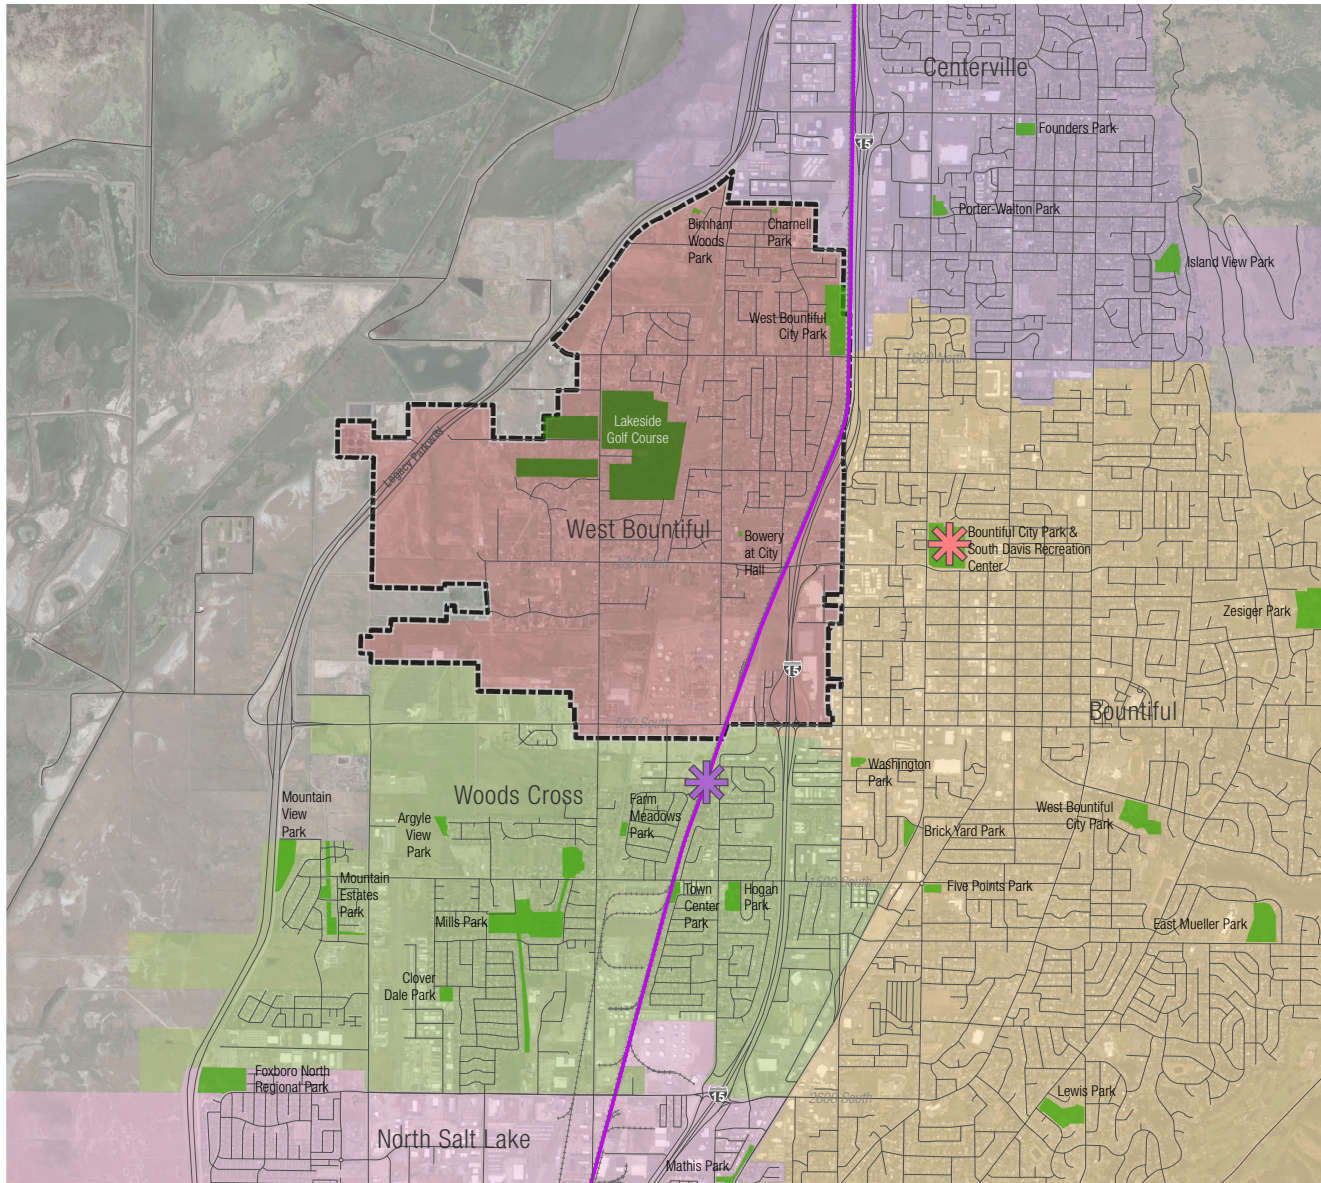 Centerville
15
Founders Park
Porter-Walton Park
Island View Park
Birnham
Woods
Park
Charnell
Park
West Bountiful
City Park
1600 North
Lakeside
Golf Course
Legacy Parkway
West Bountiful
Bowery
at City
Hall
Bountiful City Park &
South Davis Recreation
Center
Zesiger Park
15
Bountiful
500 South
Washington
Park
Woods Cross
Mountain
View
Park
Argyle
View
Park
Farm
Meadows
Park
West Bountiful
City Park
Brick Yard Park
Mountain
Estates
Park
Mills Park
Town
Center
Park
Hogan
Park
1500 South
Five Points Park
East Mueller Park
Clover
Dale Park
Foxboro North
Regional Park
15
2600 South
Lewis Park
North Salt Lake
Mathis Park